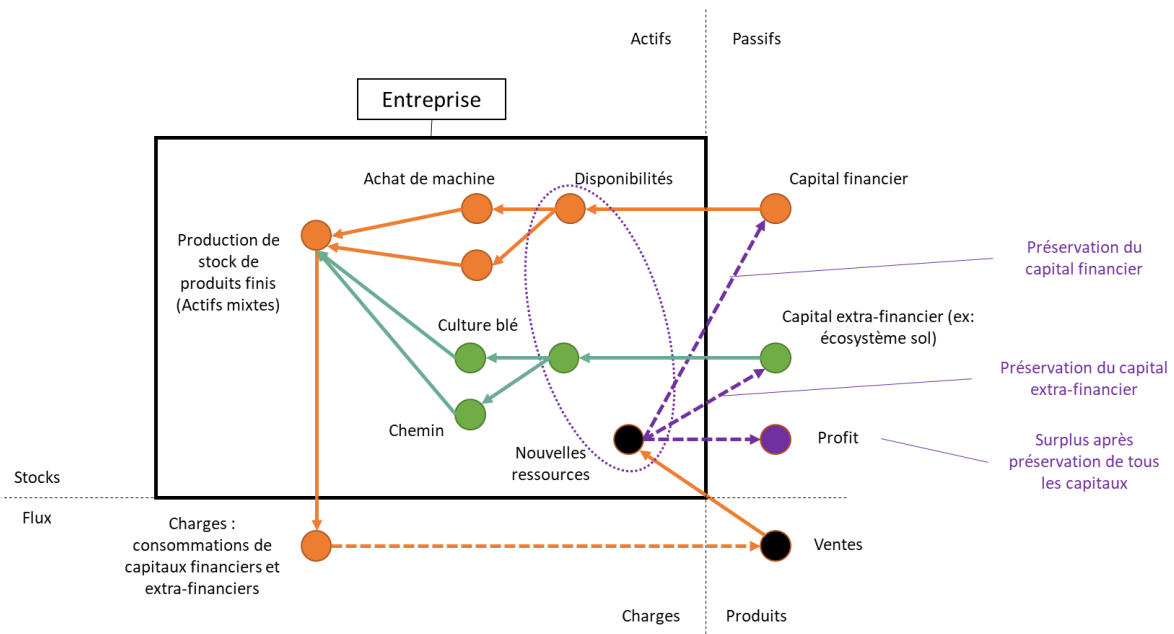 Actifs
Passifs
Entreprise
Achat de machine
Disponibilités
Capital financier
Production de
stock de
produits finis
(Actifs mixtes)
Préservation du
capital financier
Culture blé
Capital extra-financier (ex:
écosystème sol)
Préservation du capital
extra-financier
Chemin
Nouvelles
ressources
Profit
Surplus après
préservation de tous
les capitaux
Stocks
Flux
Charges :
consommations de
capitaux financiers et
extra-financiers
Ventes
Charges
Produits